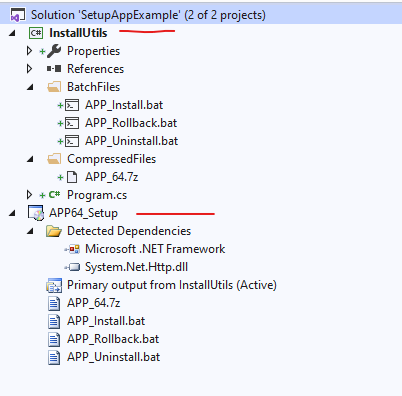 Solution 'SetupAppExample' (2 of 2 projects)
InstallUtils
Properties
References
BatchFiles
APP_Install.bat
APP_Rollback.bat
APP_Uninstall.bat
CompressedFiles
APP_64.7z
C# Program.cs
APP64_Setup
Detected Dependencies
Microsoft .NET Framework
System.Net.Http.dll
Primary output from InstallUtils (Active)
APP_64.7z
APP_Install.bat
APP_Rollback.bat
APP_Uninstall.bat